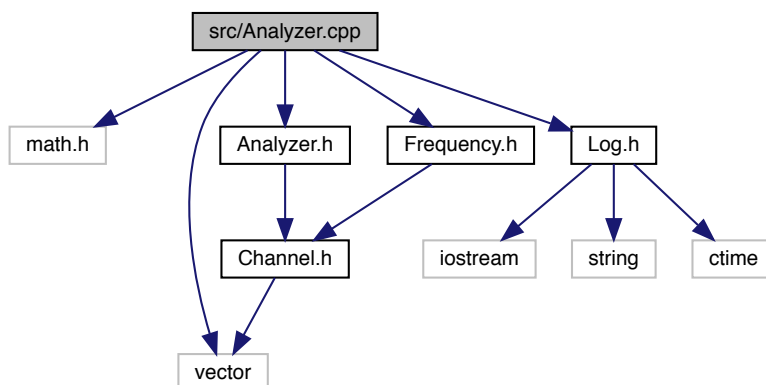 src/Analyzer.cpp
math.h
Analyzer.h
Frequency.h
Log.h
Channel.h
iostream
string
ctime
vector